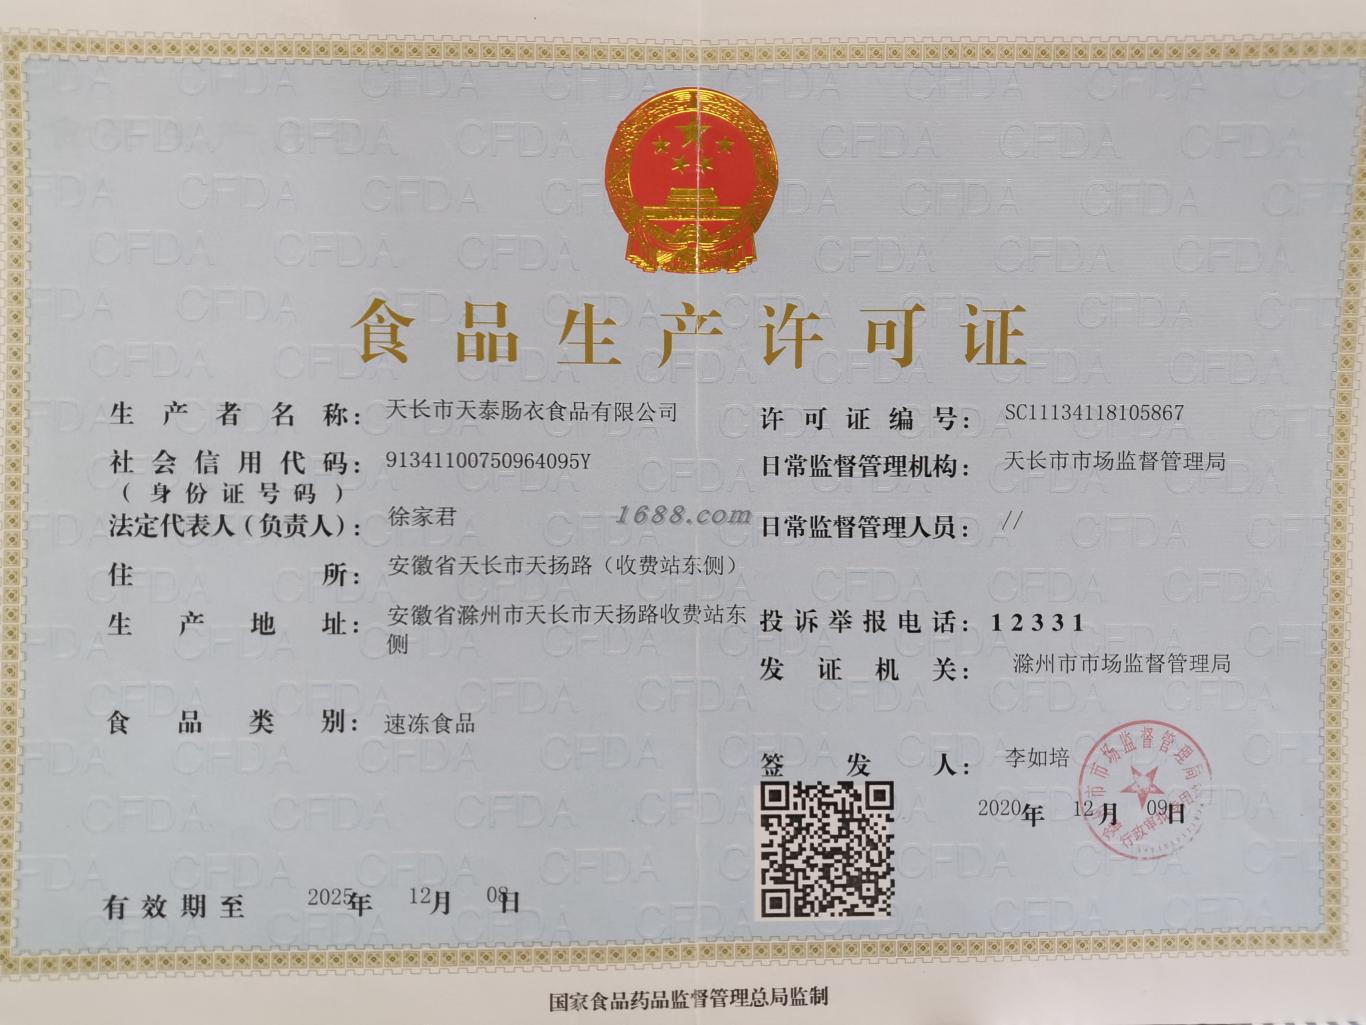 食品生产许可证
生产者名称： 天长市天泰肠衣食品有限公司
许可证编号： SC11134118105867
社会信用代码： 91341100750964095Y
（身份证号码）
日常监督管理机构： 天长市市场监督管理局
法定代表人（负责人）： 徐家君
1688.com
日常监督管理人员： //
住所： 安徽省天长市天扬路（收费站东侧）
生产地址： 安徽省滁州市天长市天扬路收费站东
侧
投诉举报电话：12331
发证机关： 滁州市市场监督管理局
食品类别： 速冻食品
签发人： 李如培
2020年 12月 09日
有效期至 2025年 12月 08日
国家食品药品监督管理总局监制